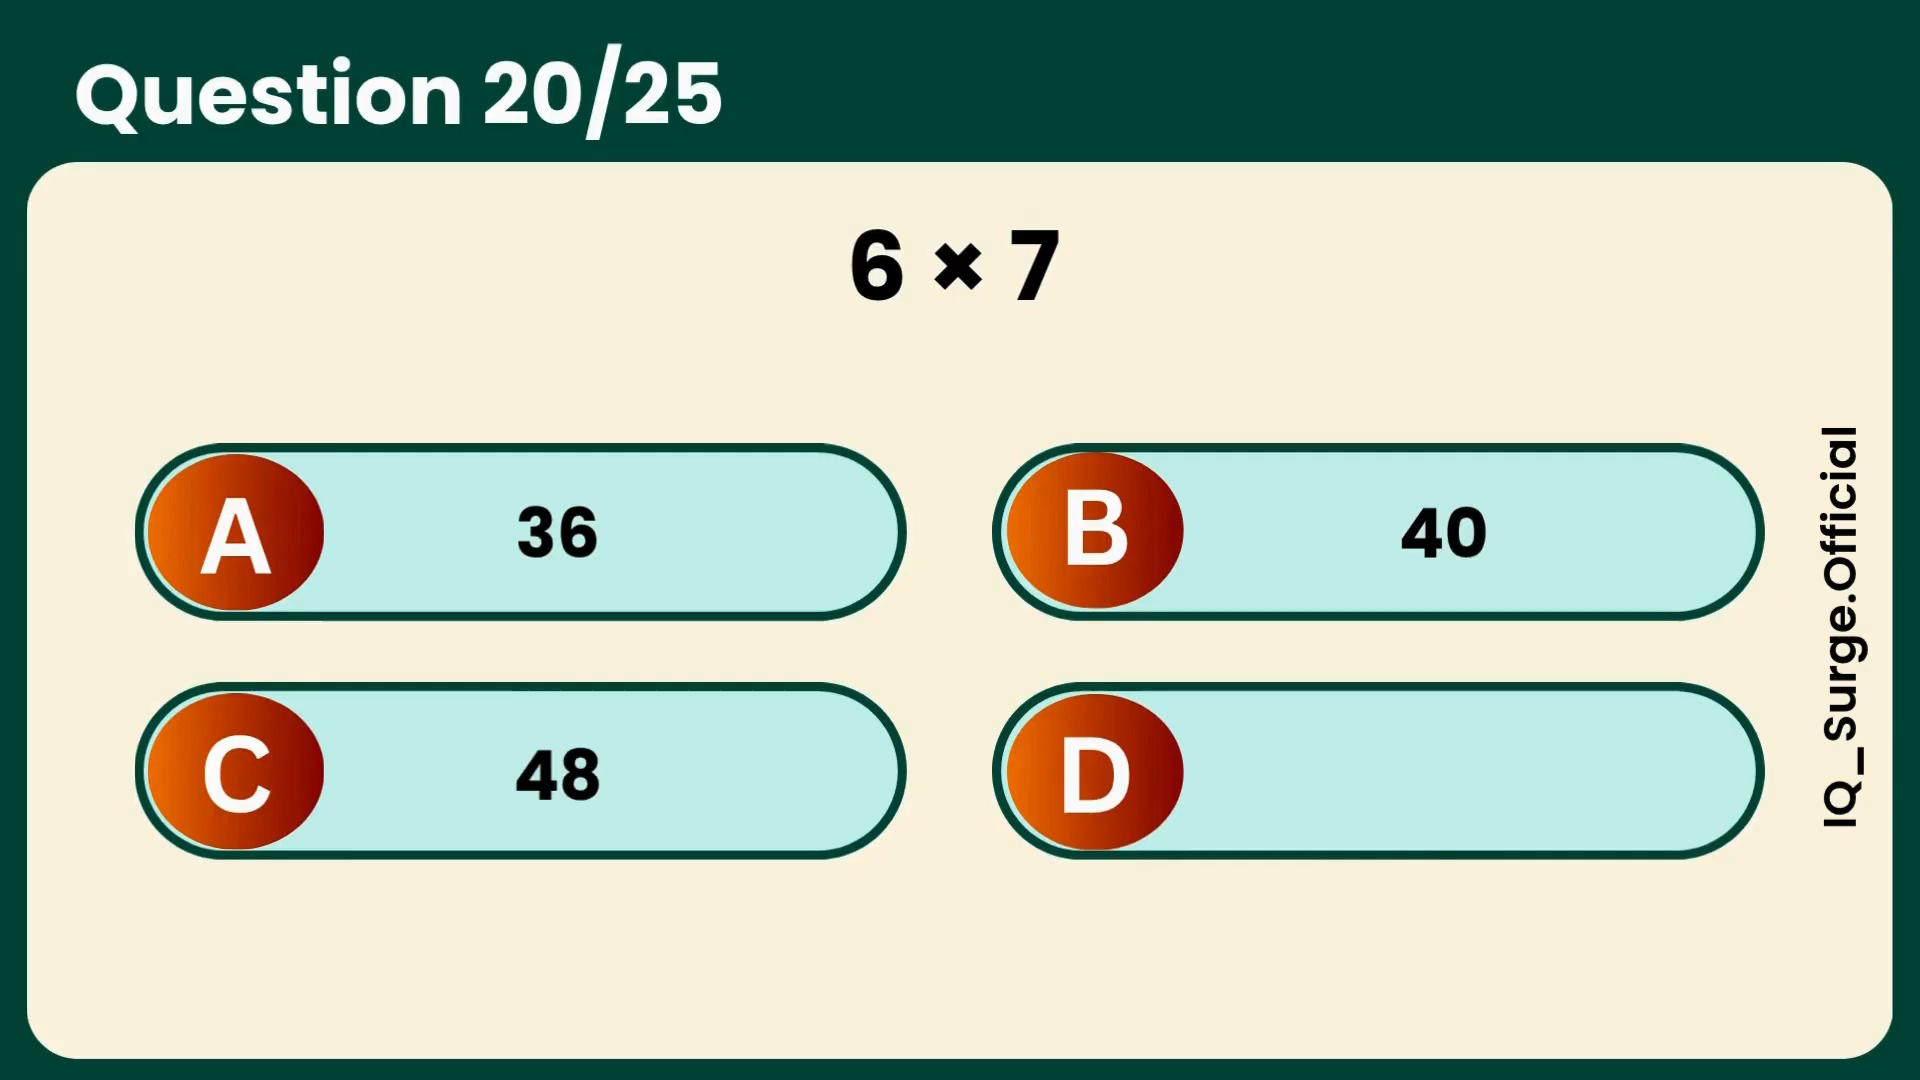 Question 20/25
6 × 7
A 36
B 40
C 48
D
IQ_Surge.Official